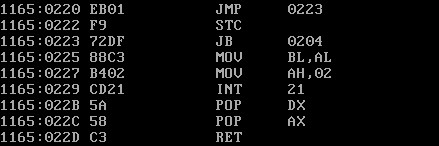 1165:0220 EB01 JMP 0223
1165:0222 F9 STC
1165:0223 72DF JB 0204
1165:0225 88C3 MOV BL,AL
1165:0227 B402 MOV AH,02
1165:0229 CD21 INT 21
1165:022B 5A POP DX
1165:022C 58 POP AX
1165:022D C3 RET